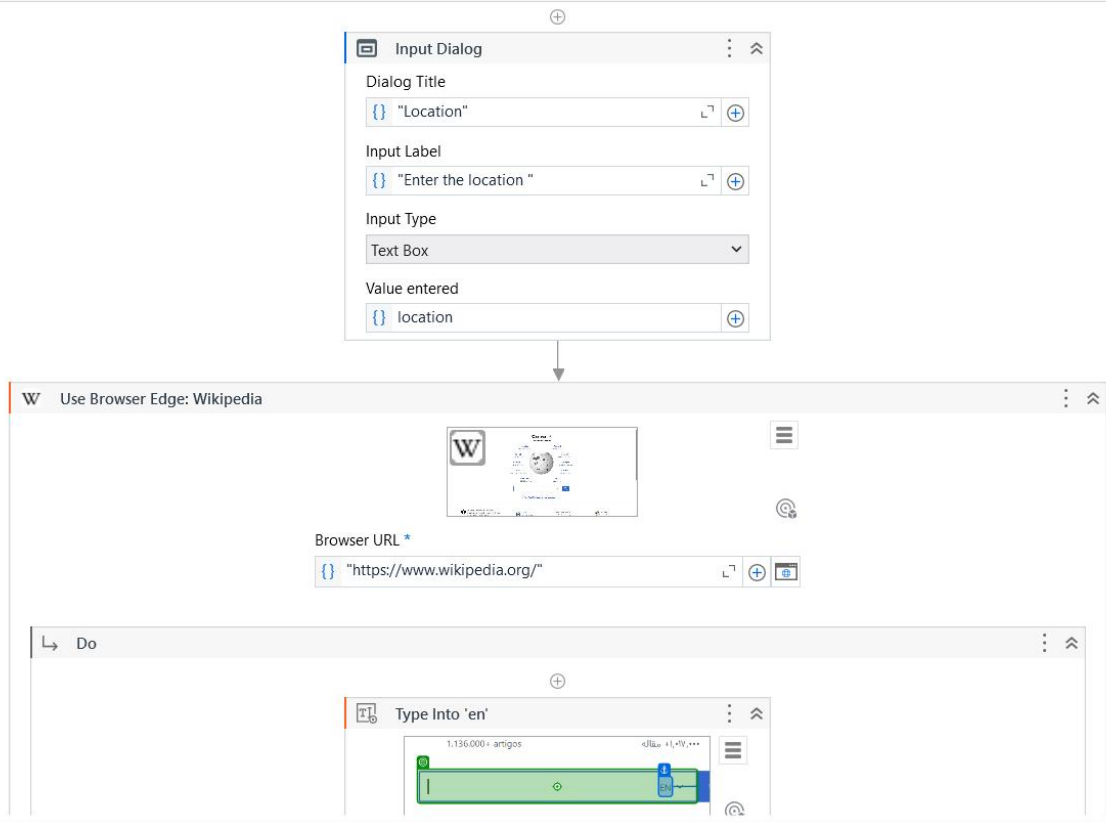 Input Dialog
Dialog Title
"Location"
Input Label
"Enter the location "
Input Type
Text Box
Value entered
location
W Use Browser Edge: Wikipedia
W
Browser URL *
"https://www.wikipedia.org/"
Do
Type Into 'en'
1.136.000+ artigos
مقاله
EN